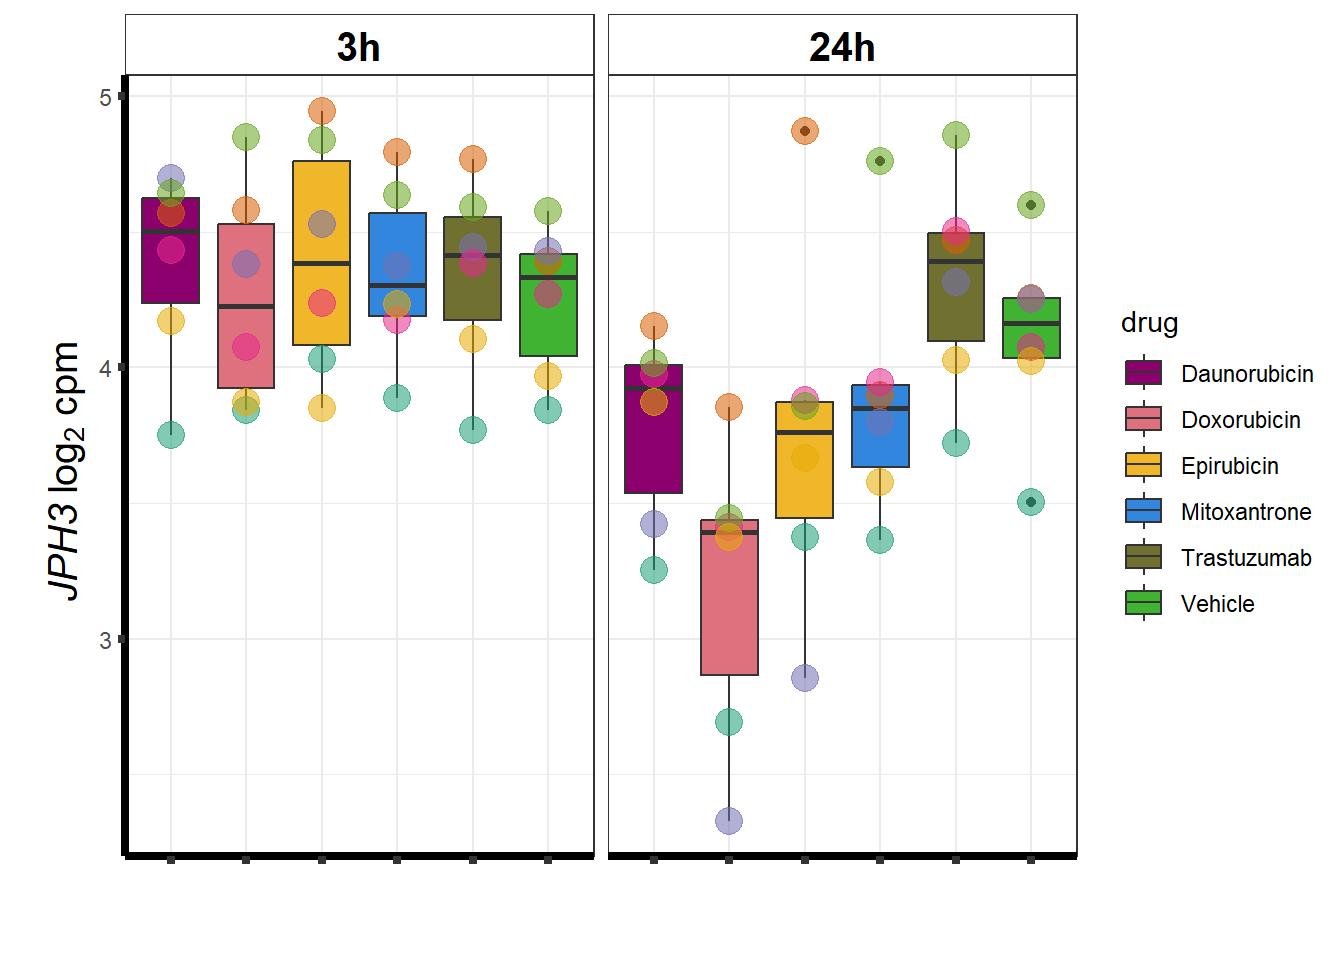 3h
24h
5
4
3
JPH3 log₂ cpm
drug
Daunorubicin
Doxorubicin
Epirubicin
Mitoxantrone
Trastuzumab
Vehicle